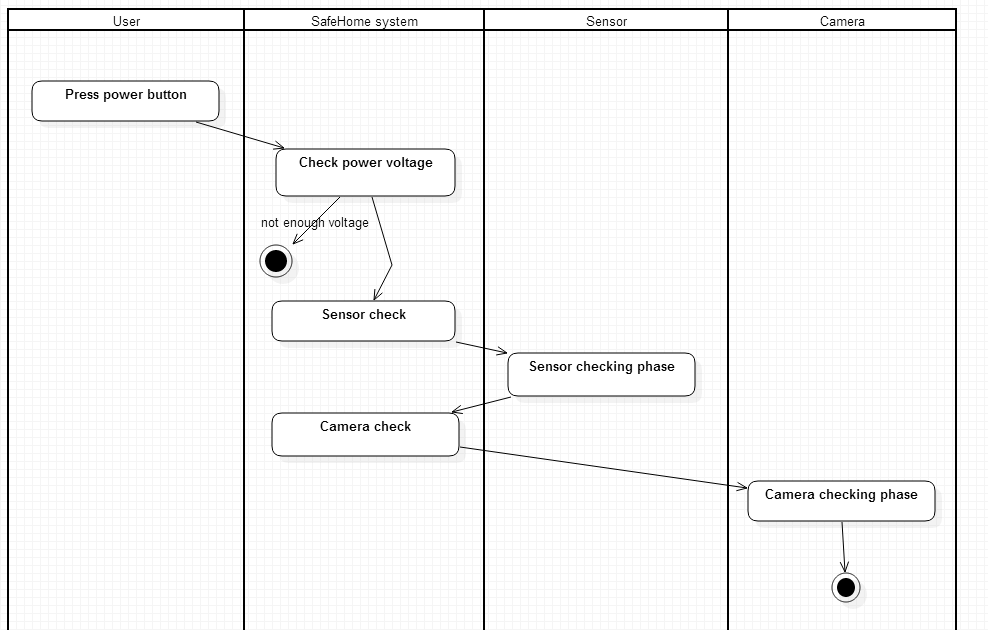 User
SafeHome system
Sensor
Camera
Press power button
Check power voltage
not enough voltage
Sensor check
Sensor checking phase
Camera check
Camera checking phase